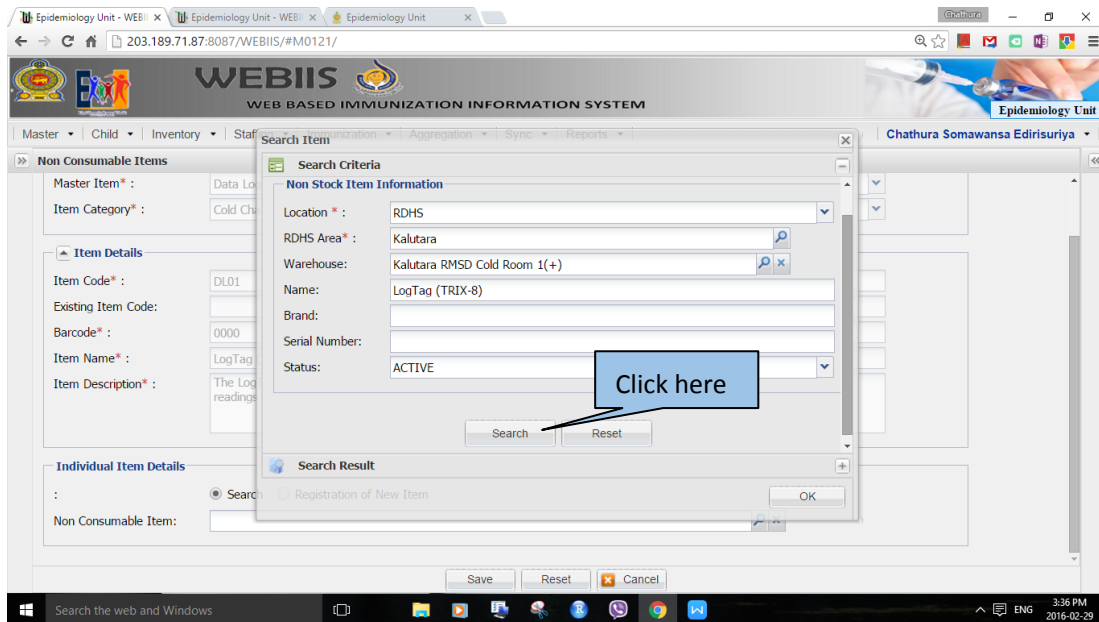 Epidemiology Unit - WEBII
Epidemiology Unit - WEBII
Epidemiology Unit
Chathura
203.189.71.87:8087/WEBIIS/#M0121/
WEBIIS
WEB BASED IMMUNIZATION INFORMATION SYSTEM
Epidemiology Unit
Master Child Inventory Staffing Immunization Aggregation Sync Reports Chathura Somawansa Edirisuriya
Non Consumable Items
Master Item* : Data Lo
Item Category* : Cold Ch
Item Details
Item Code* : DL01
Existing Item Code:
Barcode* : 0000
Item Name* : LogTag
Item Description* : The Log
readings
Individual Item Details
: Search Registration of New Item
Non Consumable Item:
Save Reset Cancel
Search Item
Search Criteria
Non Stock Item Information
Location * : RDHS
RDHS Area* : Kalutara
Warehouse: Kalutara RMSD Cold Room 1(+)
Name: LogTag (TRIX-8)
Brand:
Serial Number:
Status: ACTIVE
Click here
Search Reset
Search Result
OK
Search the web and Windows
ENG
3:36 PM
2016-02-29